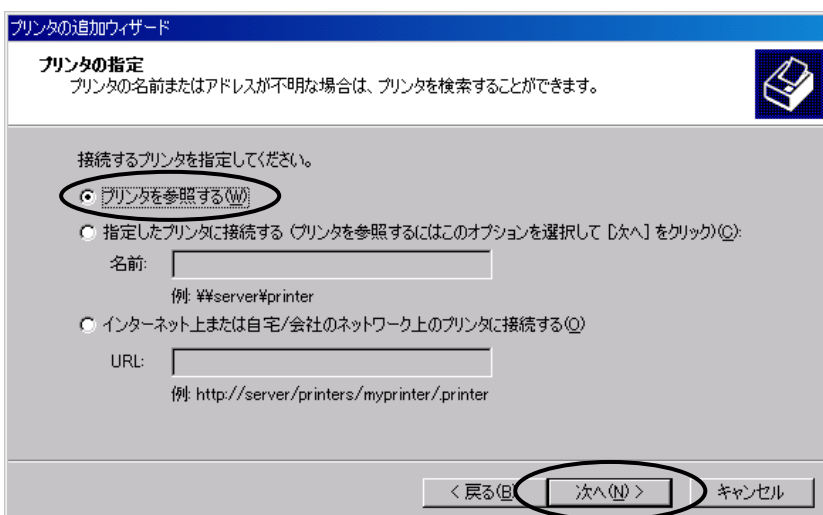 プリンタの追加ウィザード
プリンタの指定
プリンタの名前またはアドレスが不明な場合は、プリンタを検索することができます。
接続するプリンタを指定してください。
プリンタを参照する(W)
指定したプリンタに接続する (プリンタを参照するにはこのオプションを選択して [次へ] をクリック)(C):
名前:
例: ¥¥server¥printer
インターネット上または自宅/会社のネットワーク上のプリンタに接続する(O)
URL:
例: http://server/printers/myprinter/.printer
< 戻る(B) 次へ(N) > キャンセル